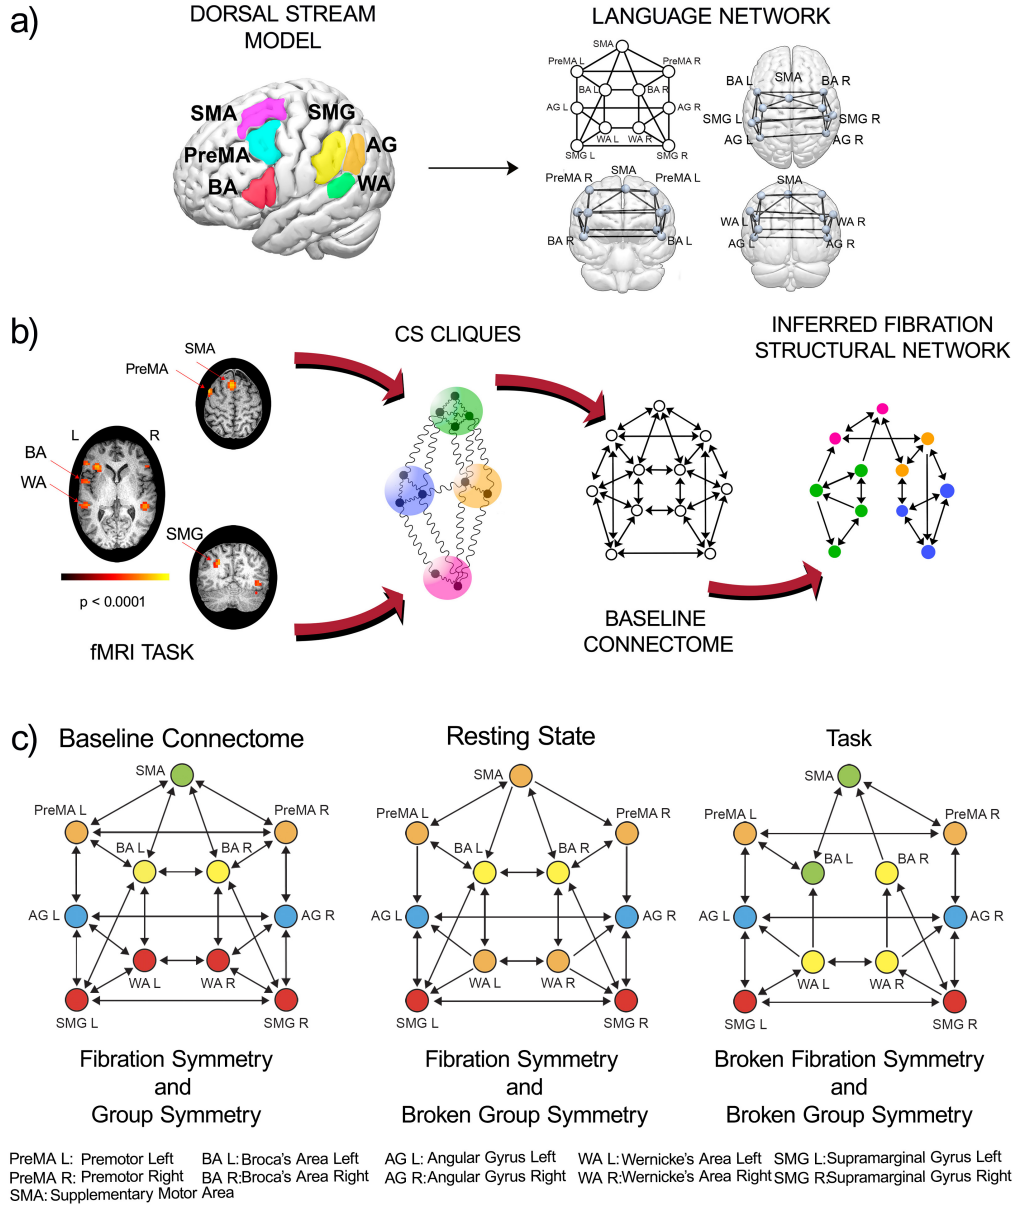 a)
DORSAL STREAM
MODEL
LANGUAGE NETWORK
SMA
SMG
PreMA
AG
BA
WA
SMA
PreMA L
PreMA R
BA L
BA R
AG L
AG R
WA L
WA R
SMG L
SMG R
BA L
SMA
BA R
SMG L
SMG R
AG L
AG R
PreMA R
SMA
PreMA L
BA R
BA L
SMA
WA L
WA R
AG L
AG R
b)
CS CLIQUES
INFERRED FIBRATION
STRUCTURAL NETWORK
SMA
PreMA
L
R
BA
WA
SMG
p < 0.0001
fMRI TASK
BASELINE
CONNECTOME
c)
Baseline Connectome
Resting State
Task
SMA
PreMA L
PreMA R
BA L
BA R
AG L
AG R
WA L
WA R
SMG L
SMG R
SMA
PreMA L
PreMA R
BA L
BA R
AG L
AG R
WA L
WA R
SMG L
SMG R
SMA
PreMA L
PreMA R
BA L
BA R
AG L
AG R
WA L
WA R
SMG L
SMG R
Fibration Symmetry
and
Group Symmetry
Fibration Symmetry
and
Broken Group Symmetry
Broken Fibration Symmetry
and
Broken Group Symmetry
PreMA L: Premotor Left BA L: Broca's Area Left AG L: Angular Gyrus Left WA L: Wernicke's Area Left SMG L: Supramarginal Gyrus Left
PreMA R: Premotor Right BA R: Broca's Area Right AG R: Angular Gyrus Right WA R: Wernicke's Area Right SMG R: Supramarginal Gyrus Right
SMA: Supplementary Motor Area